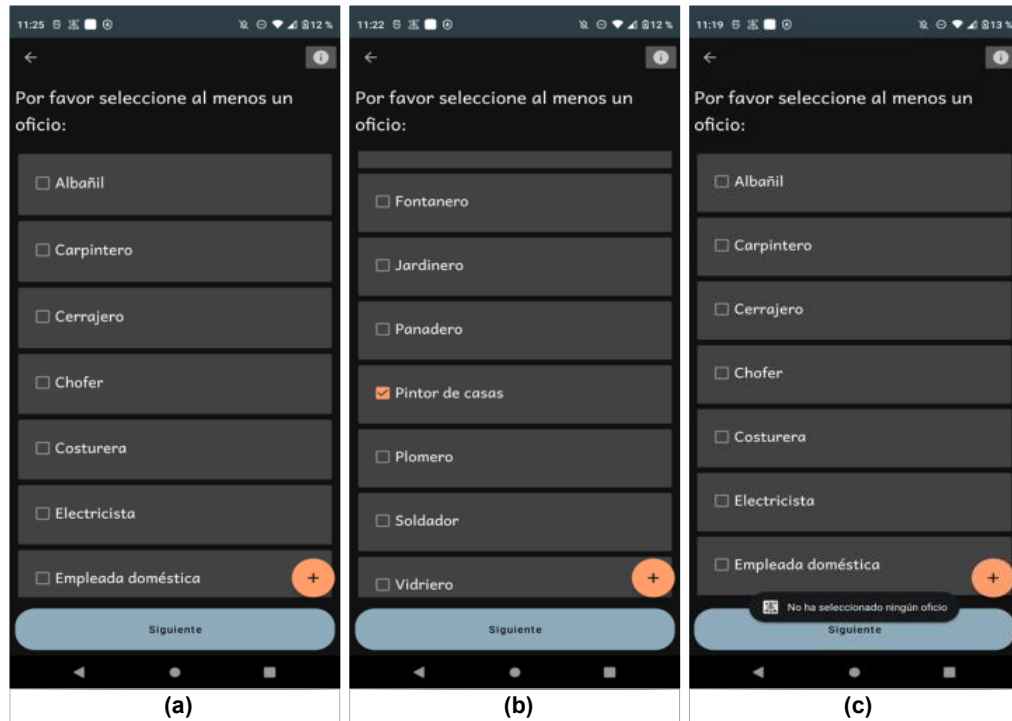 11:25
12 %
Por favor seleccione al menos un
oficio:
Albañil
Carpintero
Cerrajero
Chofer
Costurera
Electricista
Empleada doméstica
+
Siguiente
(a)
11:22
12 %
Por favor seleccione al menos un
oficio:
Fontanero
Jardinero
Panadero
Pintor de casas
Plomero
Soldador
Vidriero
+
Siguiente
(b)
11:19
13 %
Por favor seleccione al menos un
oficio:
Albañil
Carpintero
Cerrajero
Chofer
Costurera
Electricista
Empleada doméstica
+
No ha seleccionado ningún oficio
Siguiente
(c)